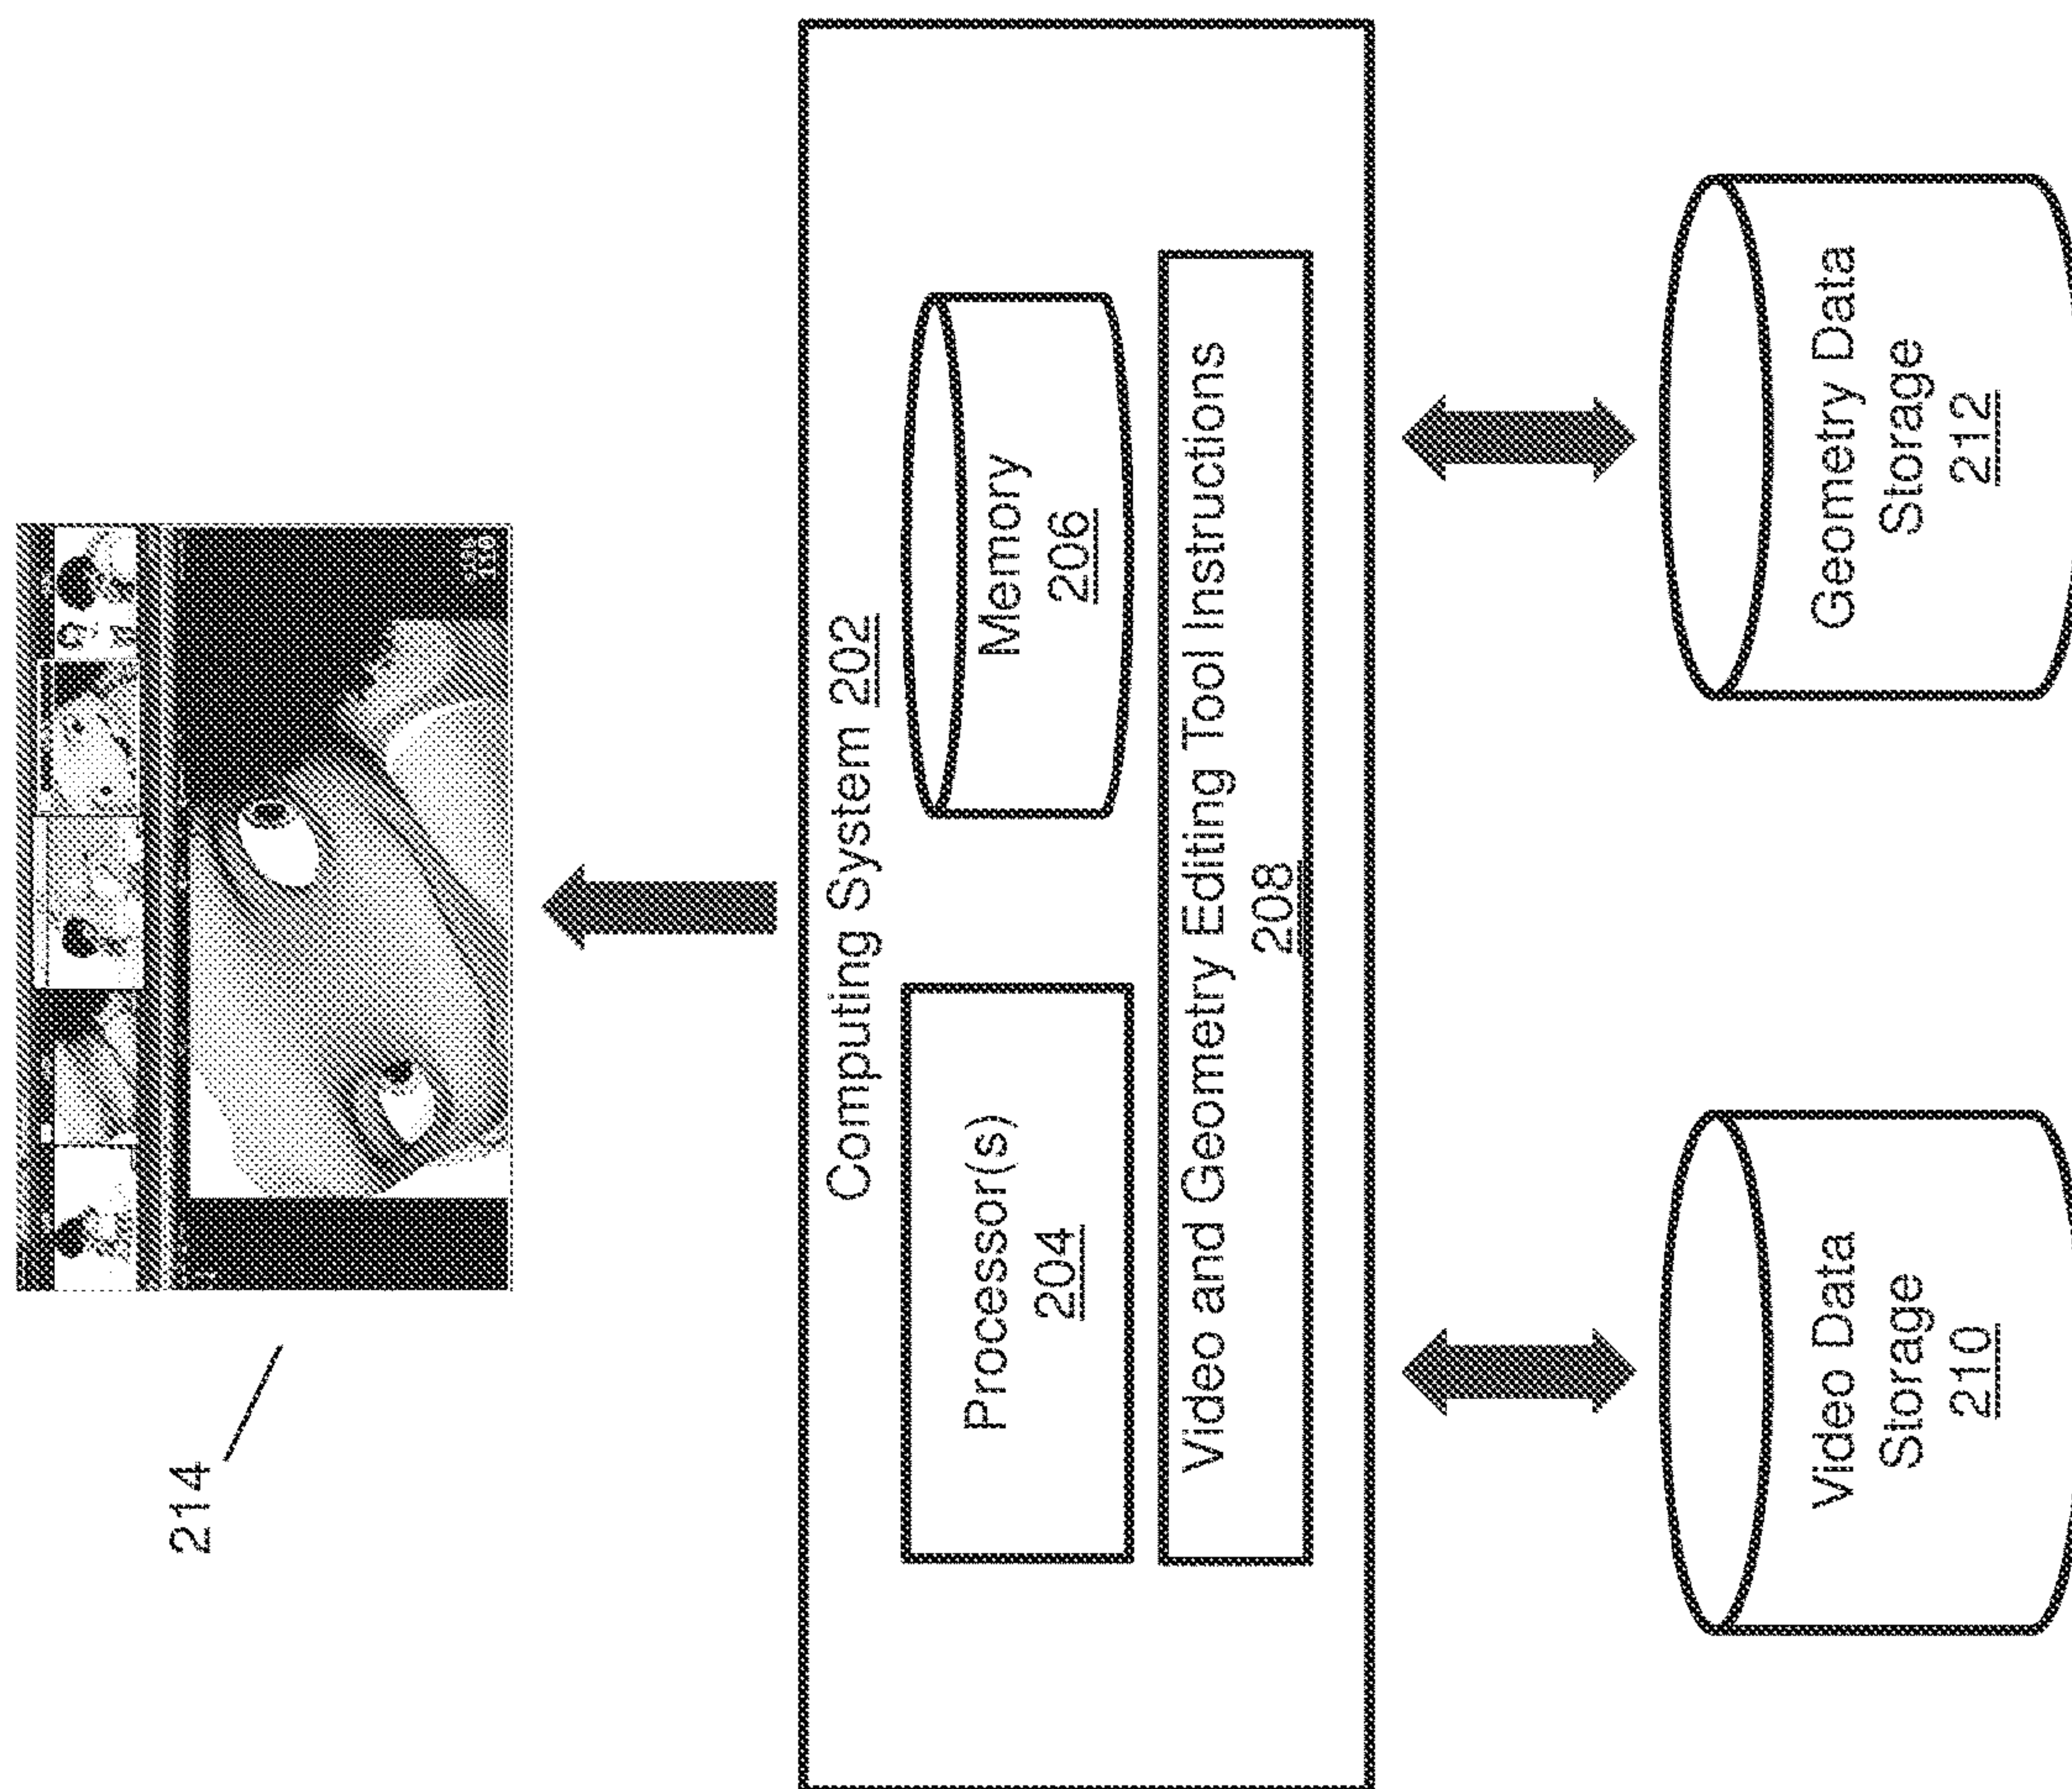 214
Computing System 202
Processor(s)
204
Memory
206
Video and Geometry Editing Tool Instructions
208
Video Data
Storage
210
Geometry Data
Storage
212